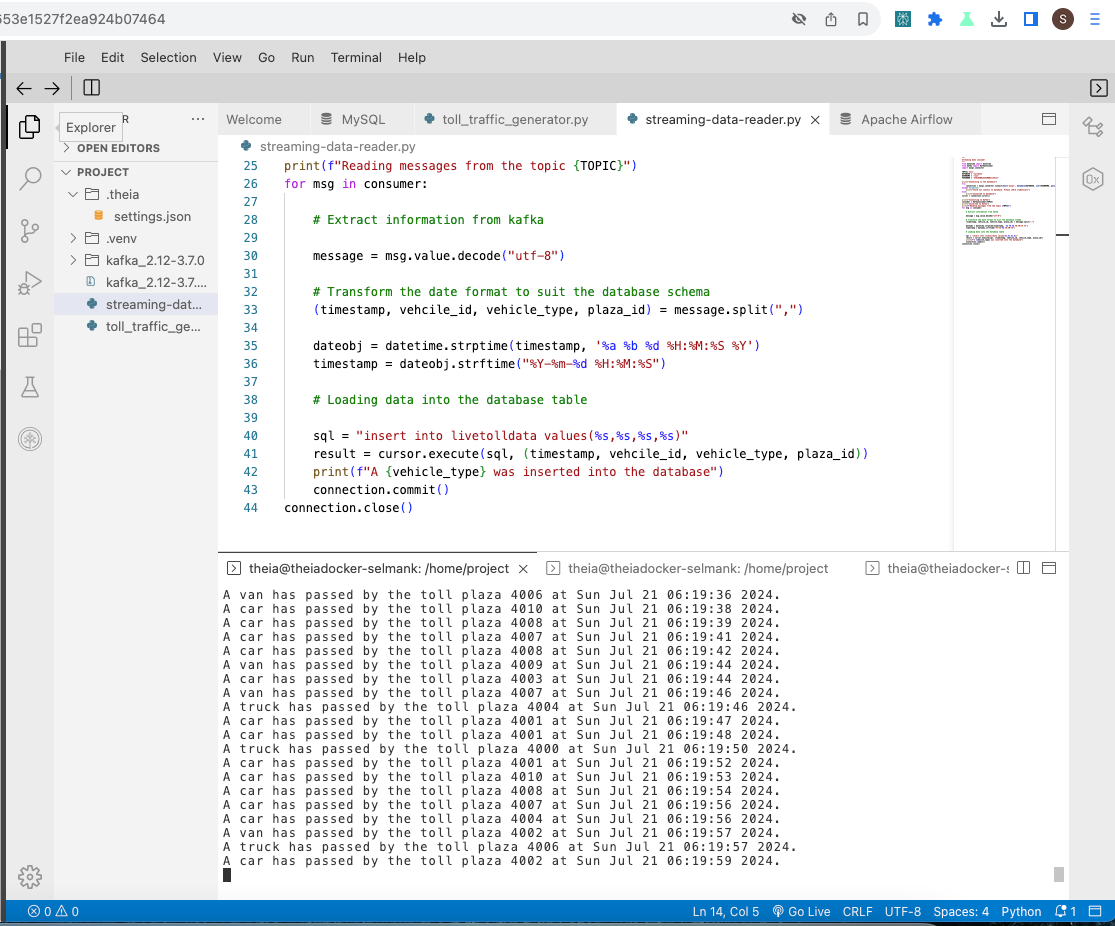 53e1527f2ea924b07464
S
File Edit Selection View Go Run Terminal Help
Explorer
R
Welcome MySQL toll_traffic_generator.py streaming-data-reader.py Apache Airflow
OPEN EDITORS
PROJECT
.theia
settings.json
.venv
kafka_2.12-3.7.0
kafka_2.12-3.7....
streaming-dat...
toll_traffic_ge...
streaming-data-reader.py
25 print(f"Reading messages from the topic {TOPIC}")
26 for msg in consumer:
27
28 # Extract information from kafka
29
30 message = msg.value.decode("utf-8")
31
32 # Transform the date format to suit the database schema
33 (timestamp, vehcile_id, vehicle_type, plaza_id) = message.split(",")
34
35 dateobj = datetime.strptime(timestamp, '%a %b %d %H:%M:%S %Y')
36 timestamp = dateobj.strftime("%Y-%m-%d %H:%M:%S")
37
38 # Loading data into the database table
39
40 sql = "insert into livetolldata values(%s,%s,%s,%s)"
41 result = cursor.execute(sql, (timestamp, vehcile_id, vehicle_type, plaza_id))
42 print(f"A {vehicle_type} was inserted into the database")
43 connection.commit()
44 connection.close()
0x
theia@theiadocker-selmank: /home/project theia@theiadocker-selmank: /home/project theia@theiadocker-s
A van has passed by the toll plaza 4006 at Sun Jul 21 06:19:36 2024.
A car has passed by the toll plaza 4010 at Sun Jul 21 06:19:38 2024.
A car has passed by the toll plaza 4008 at Sun Jul 21 06:19:39 2024.
A car has passed by the toll plaza 4007 at Sun Jul 21 06:19:41 2024.
A car has passed by the toll plaza 4008 at Sun Jul 21 06:19:42 2024.
A van has passed by the toll plaza 4009 at Sun Jul 21 06:19:44 2024.
A car has passed by the toll plaza 4003 at Sun Jul 21 06:19:44 2024.
A van has passed by the toll plaza 4007 at Sun Jul 21 06:19:46 2024.
A truck has passed by the toll plaza 4004 at Sun Jul 21 06:19:46 2024.
A car has passed by the toll plaza 4001 at Sun Jul 21 06:19:47 2024.
A car has passed by the toll plaza 4001 at Sun Jul 21 06:19:48 2024.
A truck has passed by the toll plaza 4000 at Sun Jul 21 06:19:50 2024.
A car has passed by the toll plaza 4001 at Sun Jul 21 06:19:52 2024.
A car has passed by the toll plaza 4010 at Sun Jul 21 06:19:53 2024.
A car has passed by the toll plaza 4008 at Sun Jul 21 06:19:54 2024.
A car has passed by the toll plaza 4007 at Sun Jul 21 06:19:56 2024.
A car has passed by the toll plaza 4004 at Sun Jul 21 06:19:56 2024.
A van has passed by the toll plaza 4002 at Sun Jul 21 06:19:57 2024.
A truck has passed by the toll plaza 4006 at Sun Jul 21 06:19:57 2024.
A car has passed by the toll plaza 4002 at Sun Jul 21 06:19:59 2024.
0 0 Ln 14, Col 5 Go Live CRLF UTF-8 Spaces: 4 Python 1